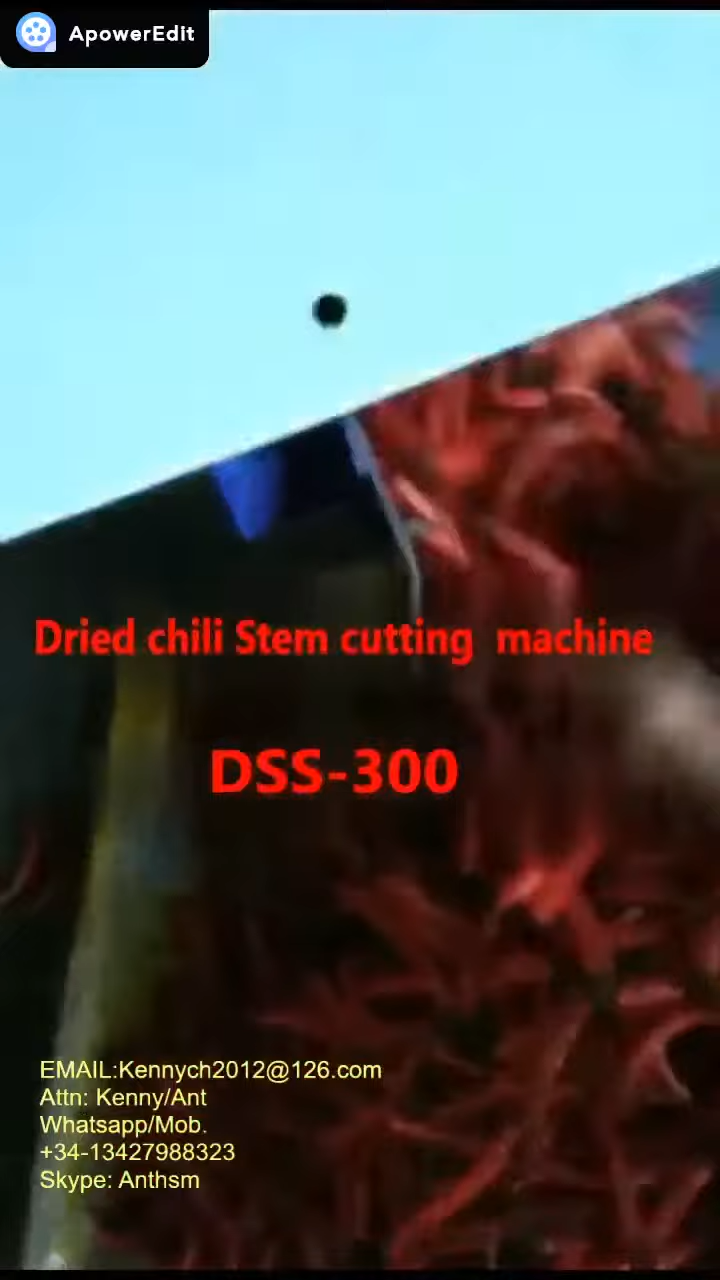 ApowerEdit
Dried chili Stem cutting machine
DSS-300
EMAIL:Kennych2012@126.com
Attn: Kenny/Ant
Whatsapp/Mob.
+34-13427988323
Skype: Anthsm